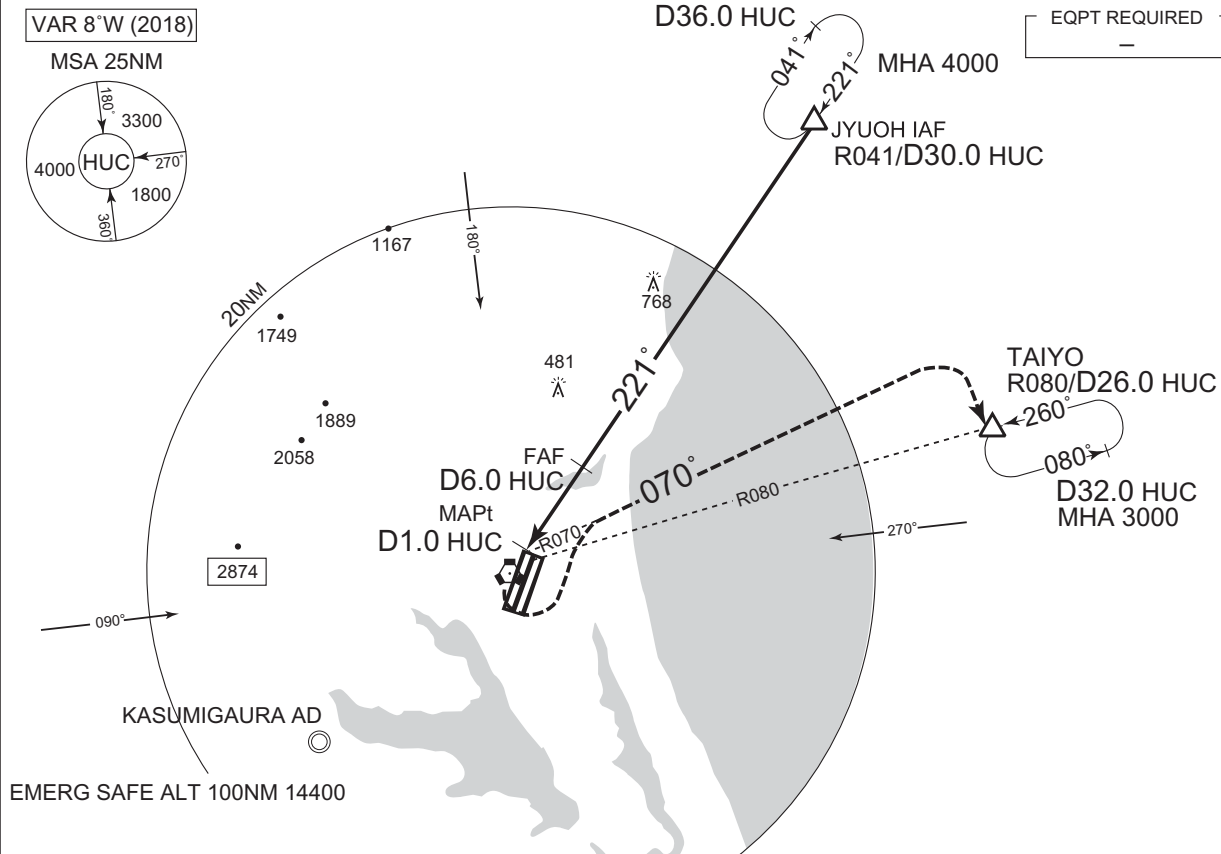 VAR 8°W (2018)
MSA 25NM
180°
3300
HUC
270°
4000
1800
360°
D36.0 HUC
041°
221°
MHA 4000
EQPT REQUIRED
–
JYUOH IAF
R041/D30.0 HUC
1167
180°
20NM
768
1749
221°
481
TAIYO
R080/D26.0 HUC
1889
260°
2058
FAF
D6.0 HUC
070°
080°
R080
D32.0 HUC
MHA 3000
MAPt
D1.0 HUC
R070
270°
2874
090°
KASUMIGAURA AD
EMERG SAFE ALT 100NM 14400